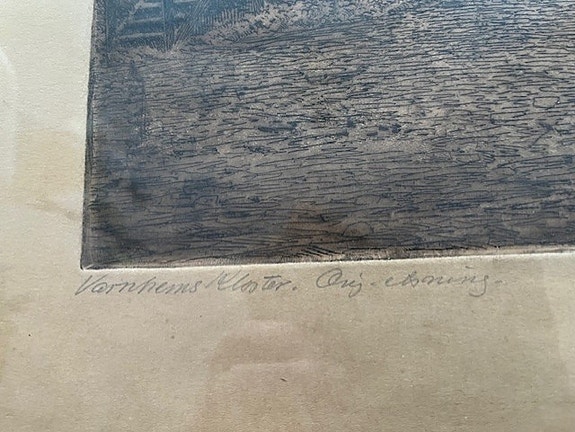 Varnhems Kloster. Orig-etsning-